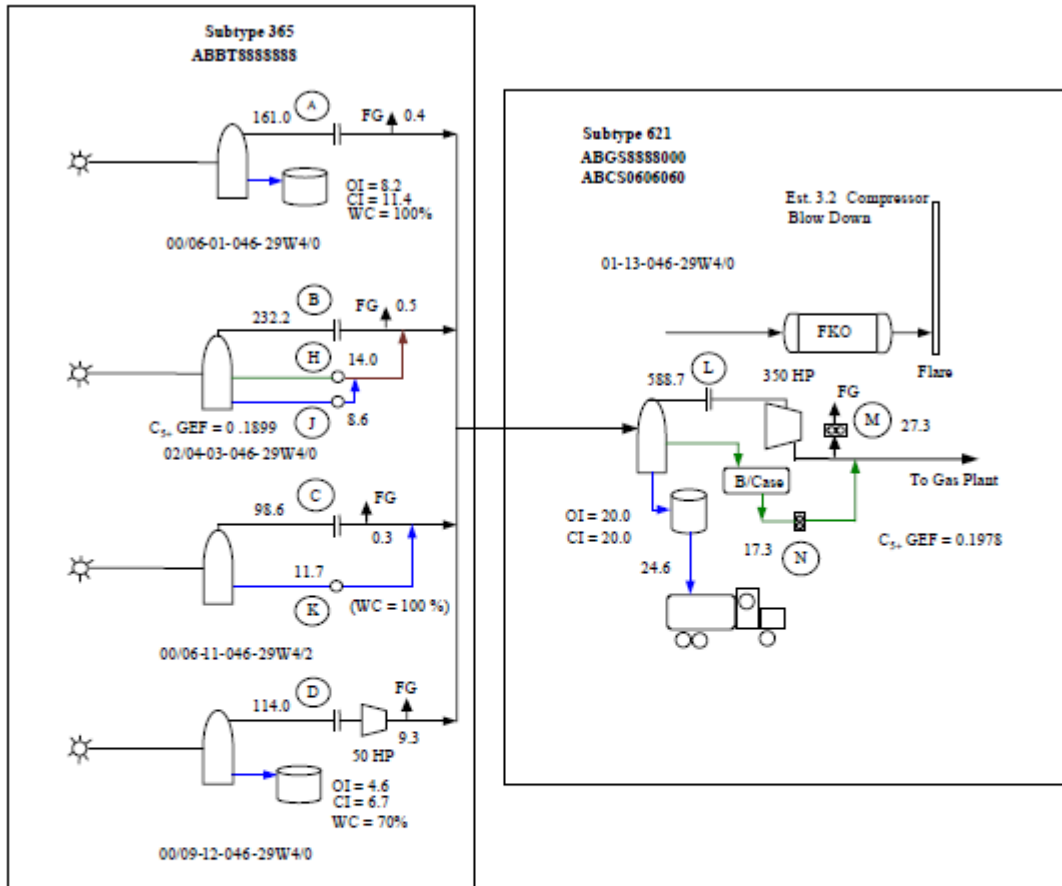 Subtype 365
ABBT8888888
A
161.0
FG
0.4
OI = 8.2
CI = 11.4
WC = 100%
00/06-01-046-29W4/0
B
232.2
FG
0.5
H
14.0
J
8.6
C5+ GEF = 0 .1899
02/04-03-046-29W4/0
C
98.6
FG
0.3
11.7
K
(WC = 100 %)
00/06-11-046-29W4/2
D
114.0
FG
9.3
50 HP
OI = 4.6
CI = 6.7
WC = 70%
00/09-12-046-29W4/0
Subtype 621
ABGS8888000
ABCS0606060
Est. 3.2 Compressor
Blow Down
01-13-046-29W4/0
FKO
Flare
350 HP
L
588.7
FG
M
27.3
To Gas Plant
B/Case
OI = 20.0
CI = 20.0
17.3
N
C5+ GEF = 0.1978
24.6